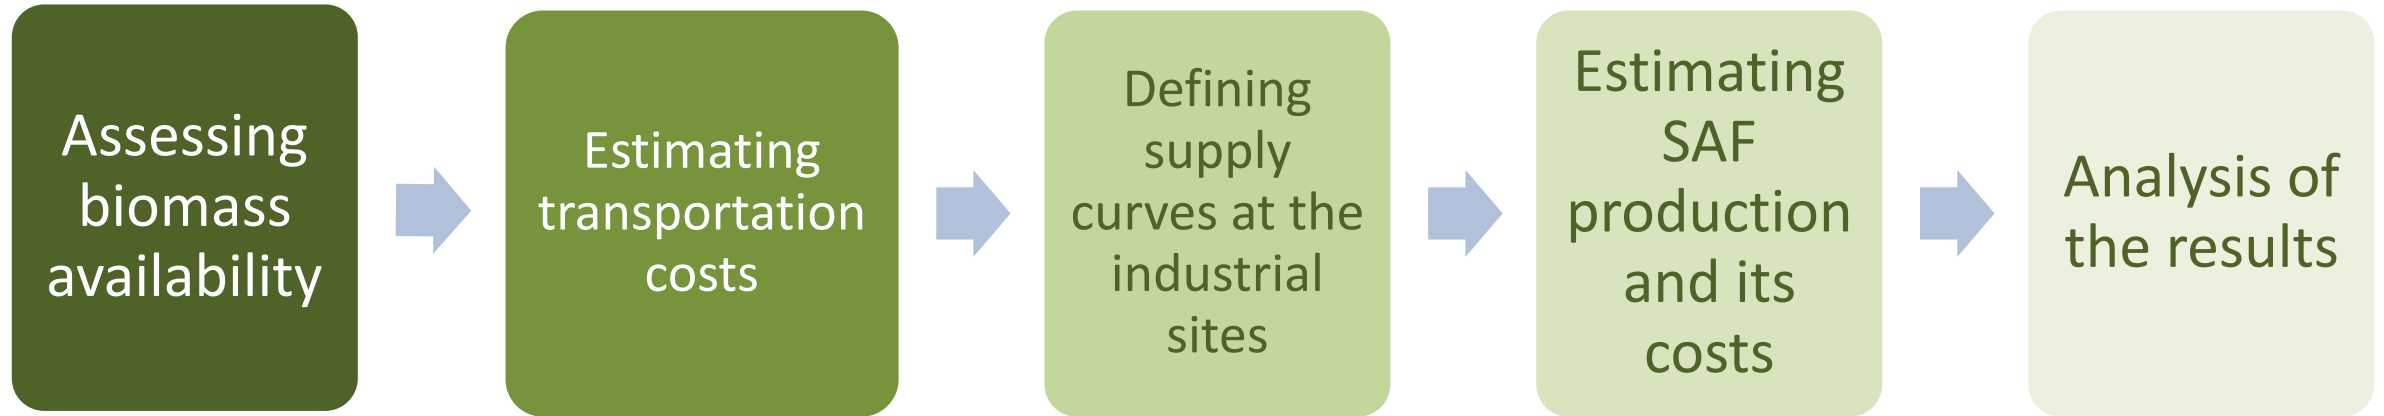 Assessing
biomass
availability
Estimating
transportation
costs
Defining
supply
curves at the
industrial
sites
Estimating
SAF
production
and its
costs
Analysis of
the results